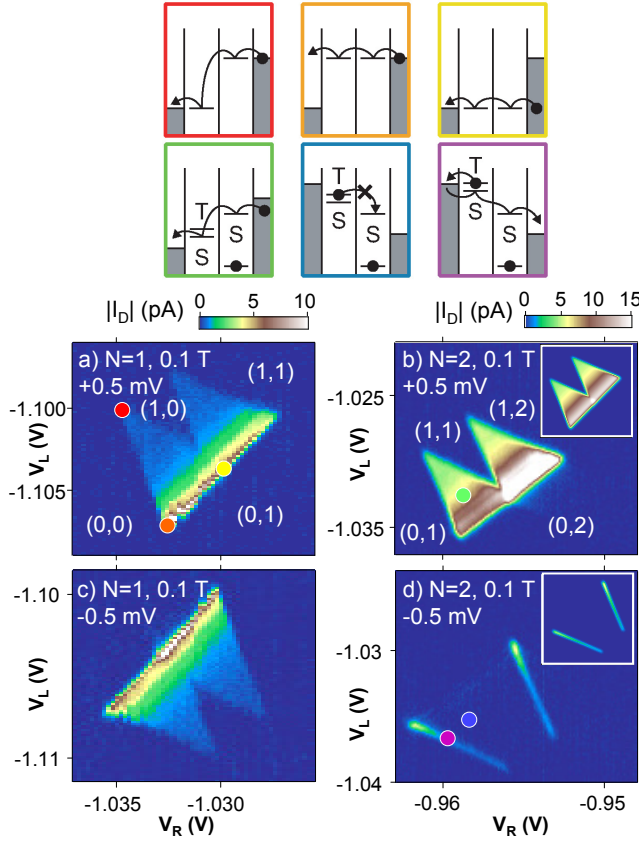 T
S
S
T
S
S
T
S
S
|I_D| (pA) 0 5 10
|I_D| (pA) 0 5 10 15
a) N=1, 0.1 T
+0.5 mV
(1,1)
(1,0)
(0,0)
(0,1)
-1.100
-1.105
V_L (V)
b) N=2, 0.1 T
+0.5 mV
(1,2)
(1,1)
(0,1)
(0,2)
-1.025
-1.035
V_L (V)
c) N=1, 0.1 T
-0.5 mV
-1.10
-1.11
V_L (V)
-1.035
-1.030
V_R (V)
d) N=2, 0.1 T
-0.5 mV
-1.03
-1.04
V_L (V)
-0.96
-0.95
V_R (V)